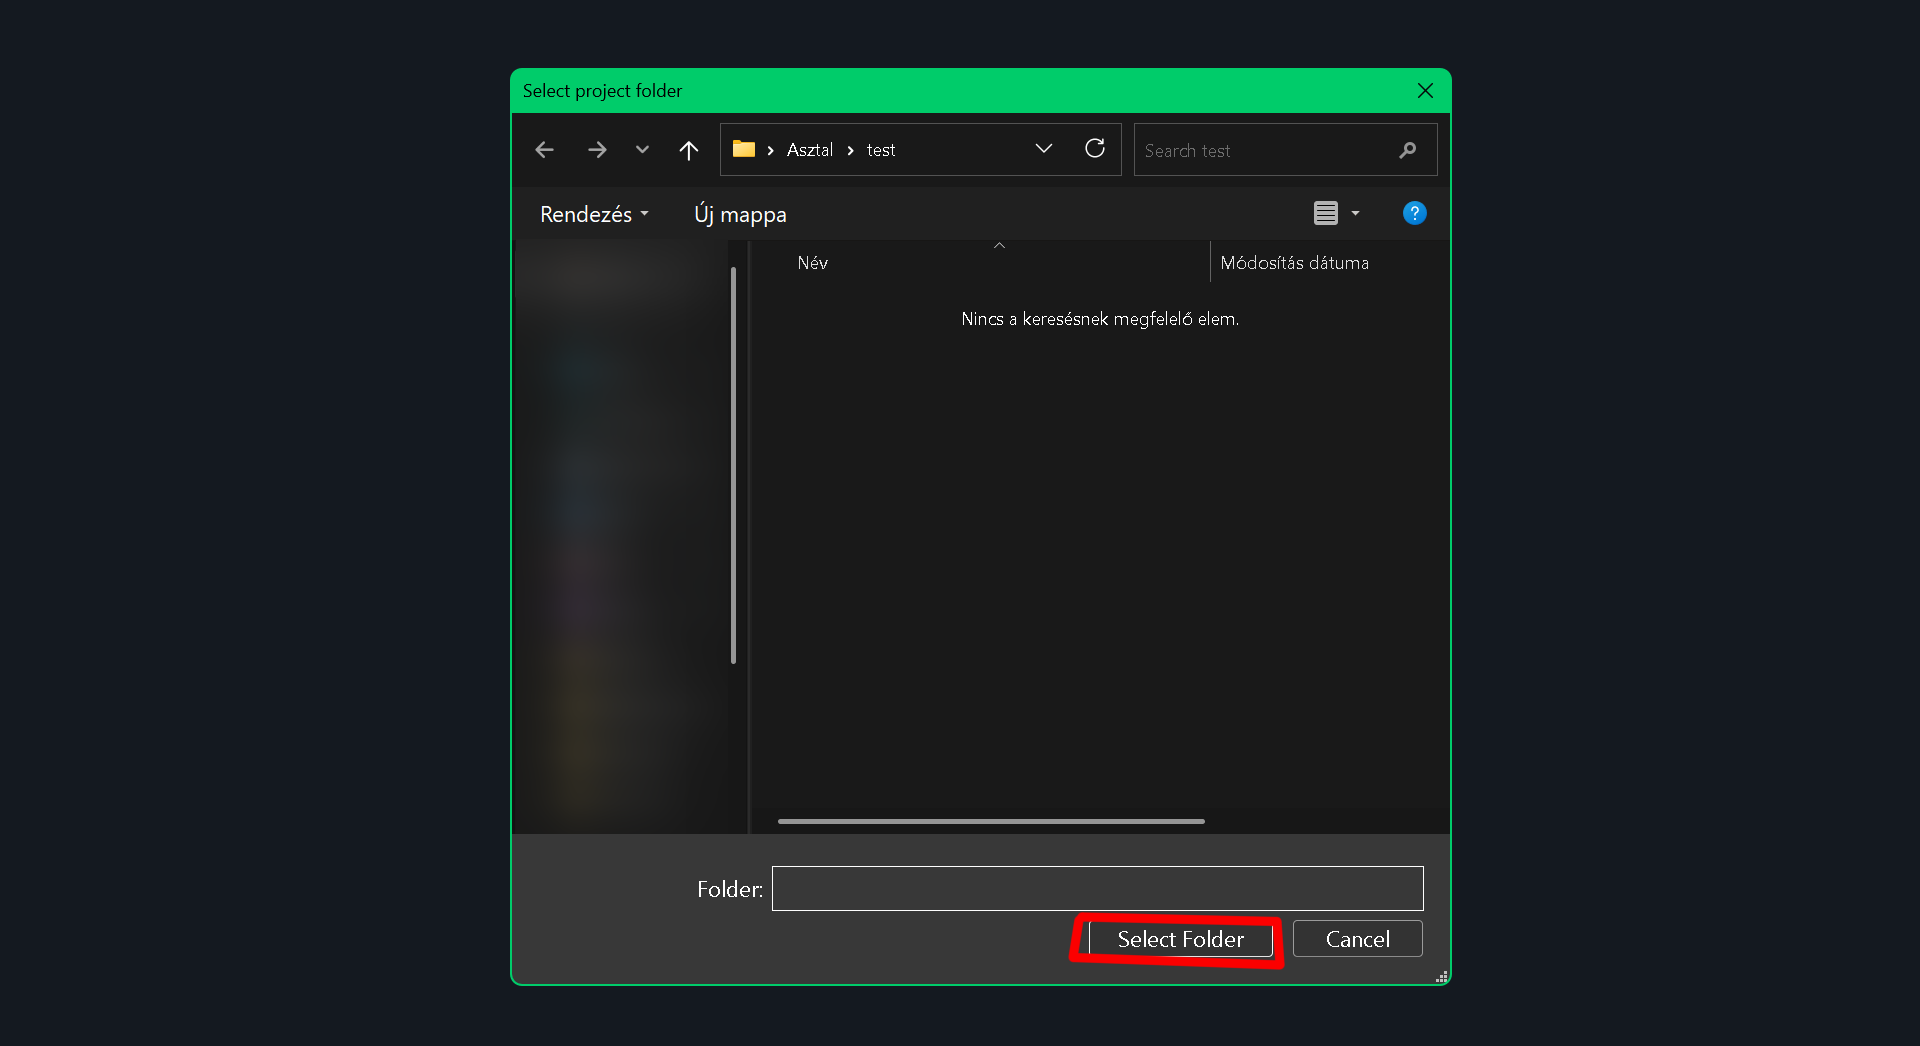 Select project folder
Asztal test
Search test
Rendezés Új mappa
?
Név Módosítás dátuma
Nincs a keresésnek megfelelő elem.
Folder:
Select Folder Cancel